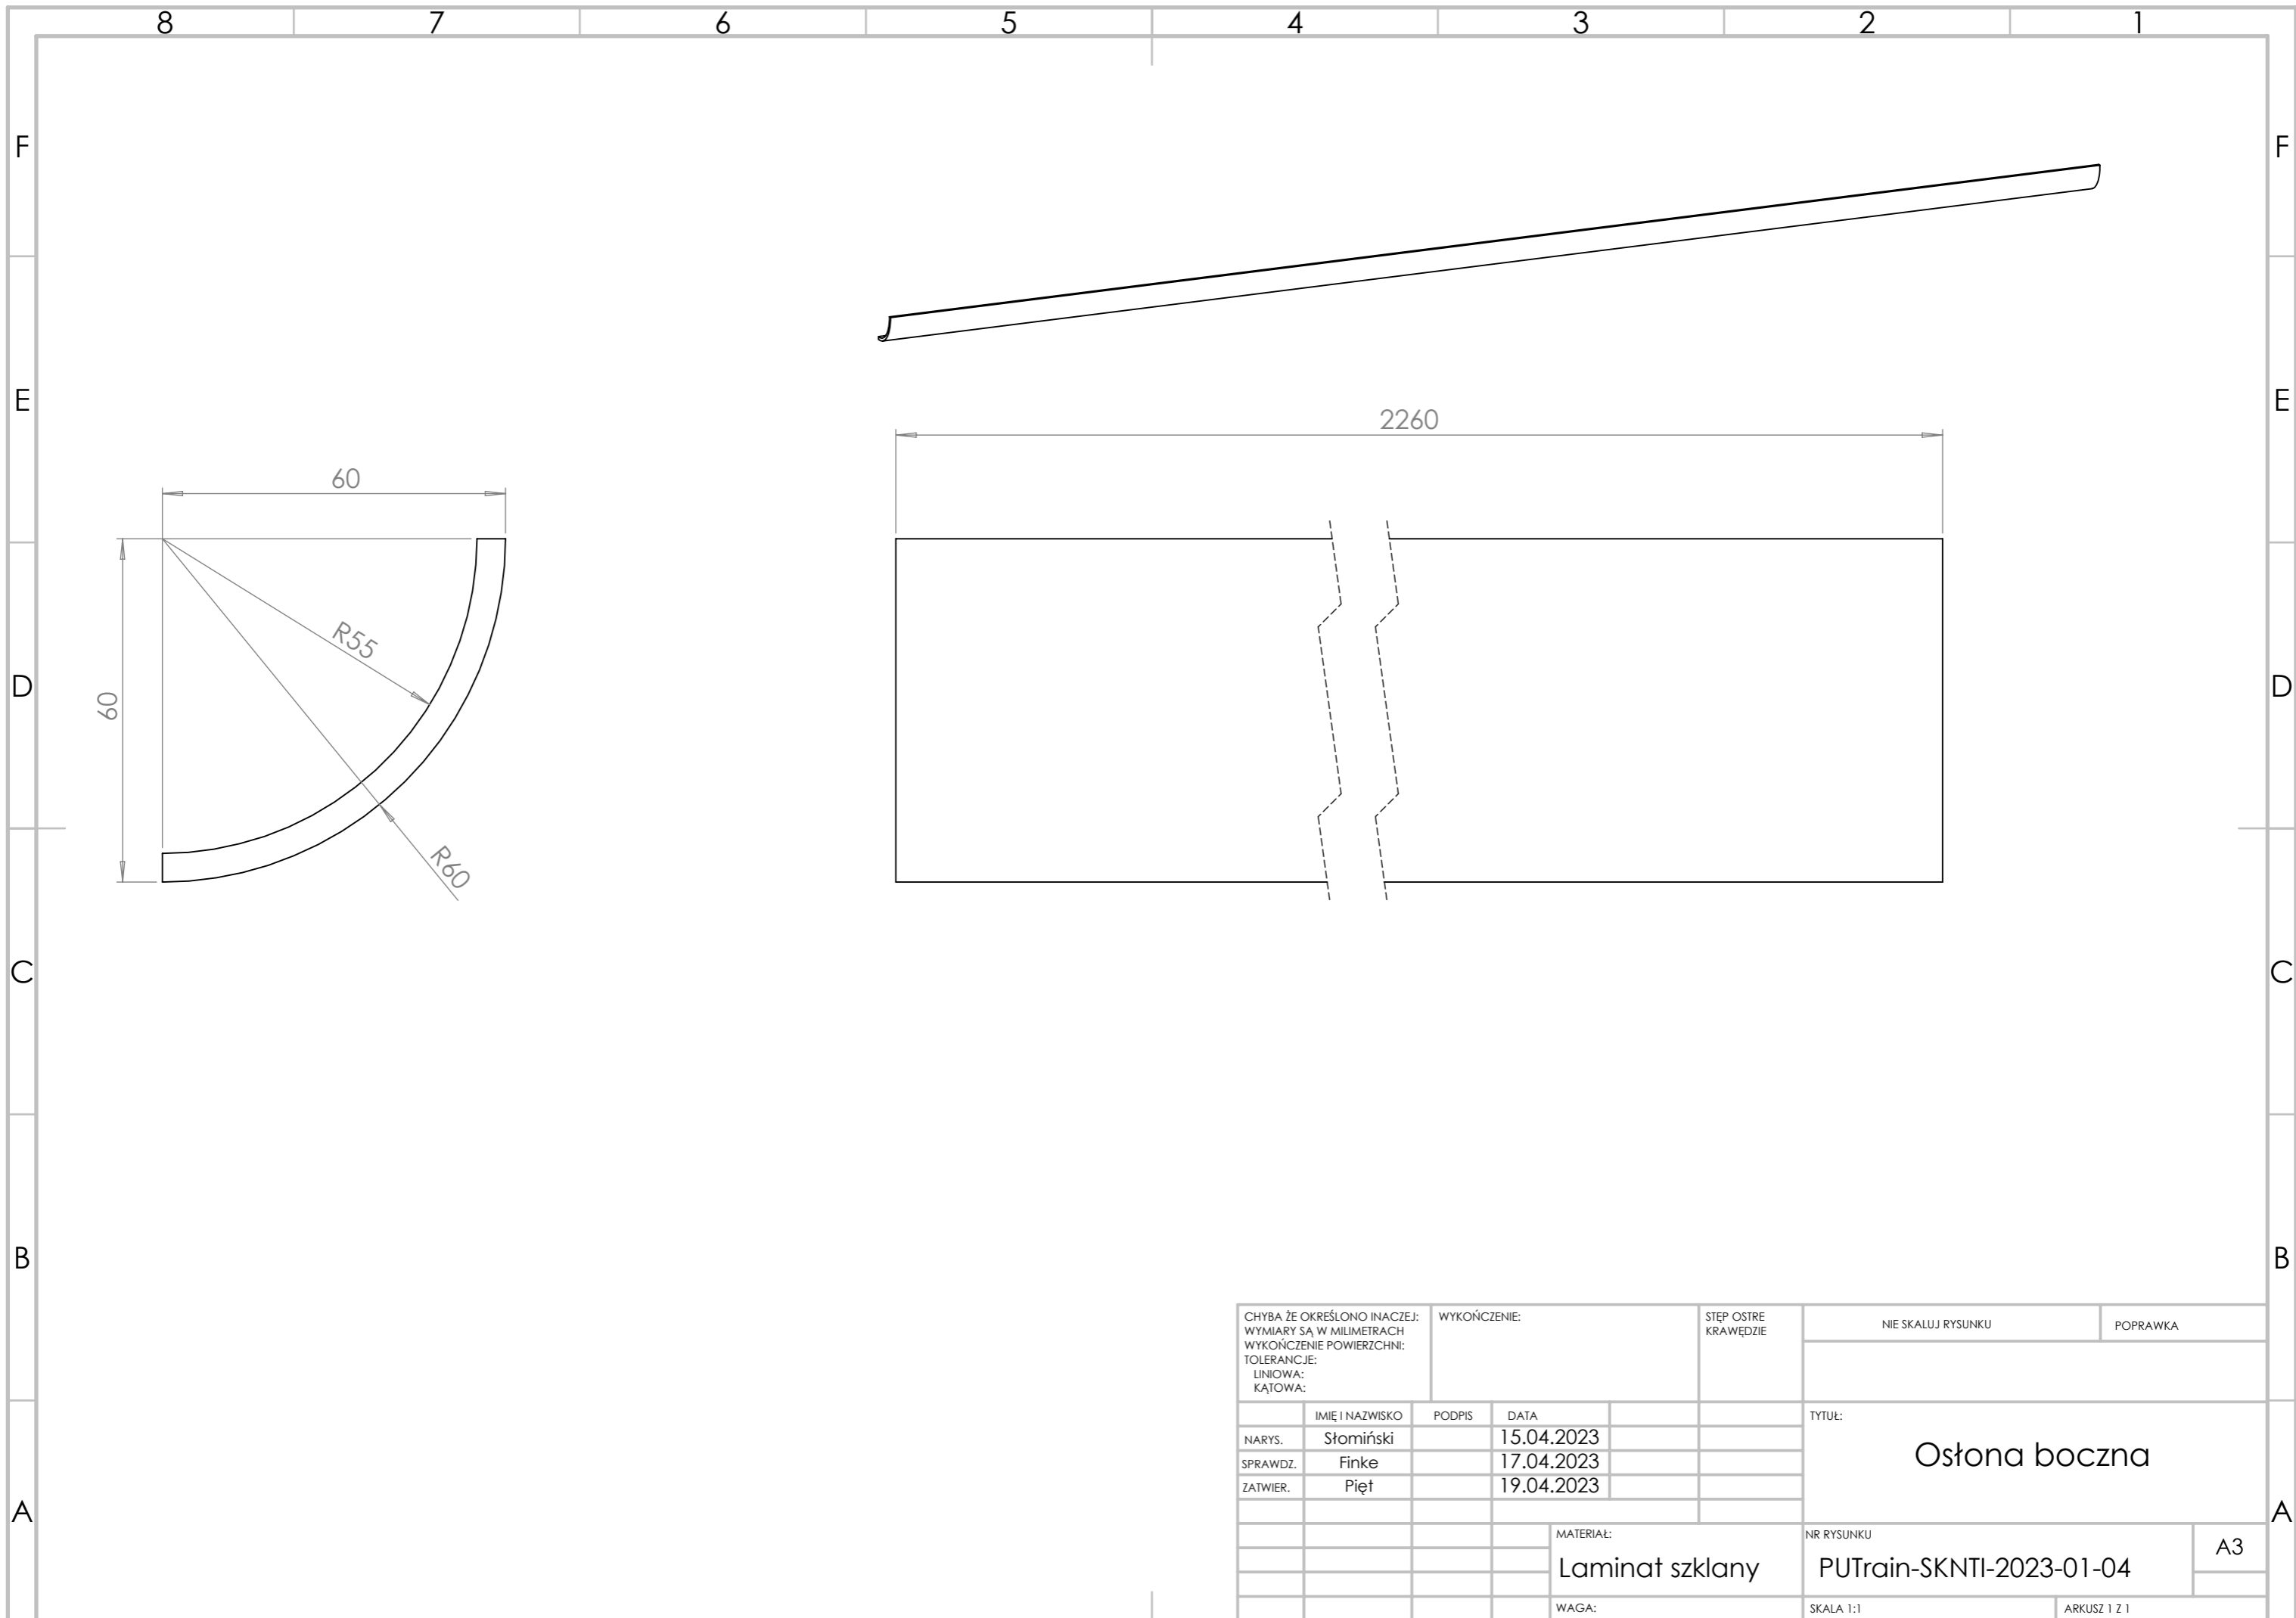 8 7 6 5 4 3 2 1
F F
E E
2260
60
R55
60
D D
R60
C C
B B
CHYBA ŻE OKREŚLONO INACZEJ:
WYMIARY SĄ W MILIMETRACH
WYKOŃCZENIE POWIERZCHNI:
TOLERANCJE:
LINIOWA:
KĄTOWA:
WYKOŃCZENIE:
STĘP OSTRE
KRAWĘDZIE
NIE SKALUJ RYSUNKU
POPRAWKA
IMIĘ I NAZWISKO PODPIS DATA
NARYS. Słomiński 15.04.2023
SPRAWDZ. Finke 17.04.2023
ZATWIER. Pięt 19.04.2023
TYTUŁ:
Osłona boczna
A A
MATERIAŁ:
Laminat szklany
NR RYSUNKU
PUTrain-SKNTI-2023-01-04
A3
WAGA:
SKALA 1:1
ARKUSZ 1 Z 1